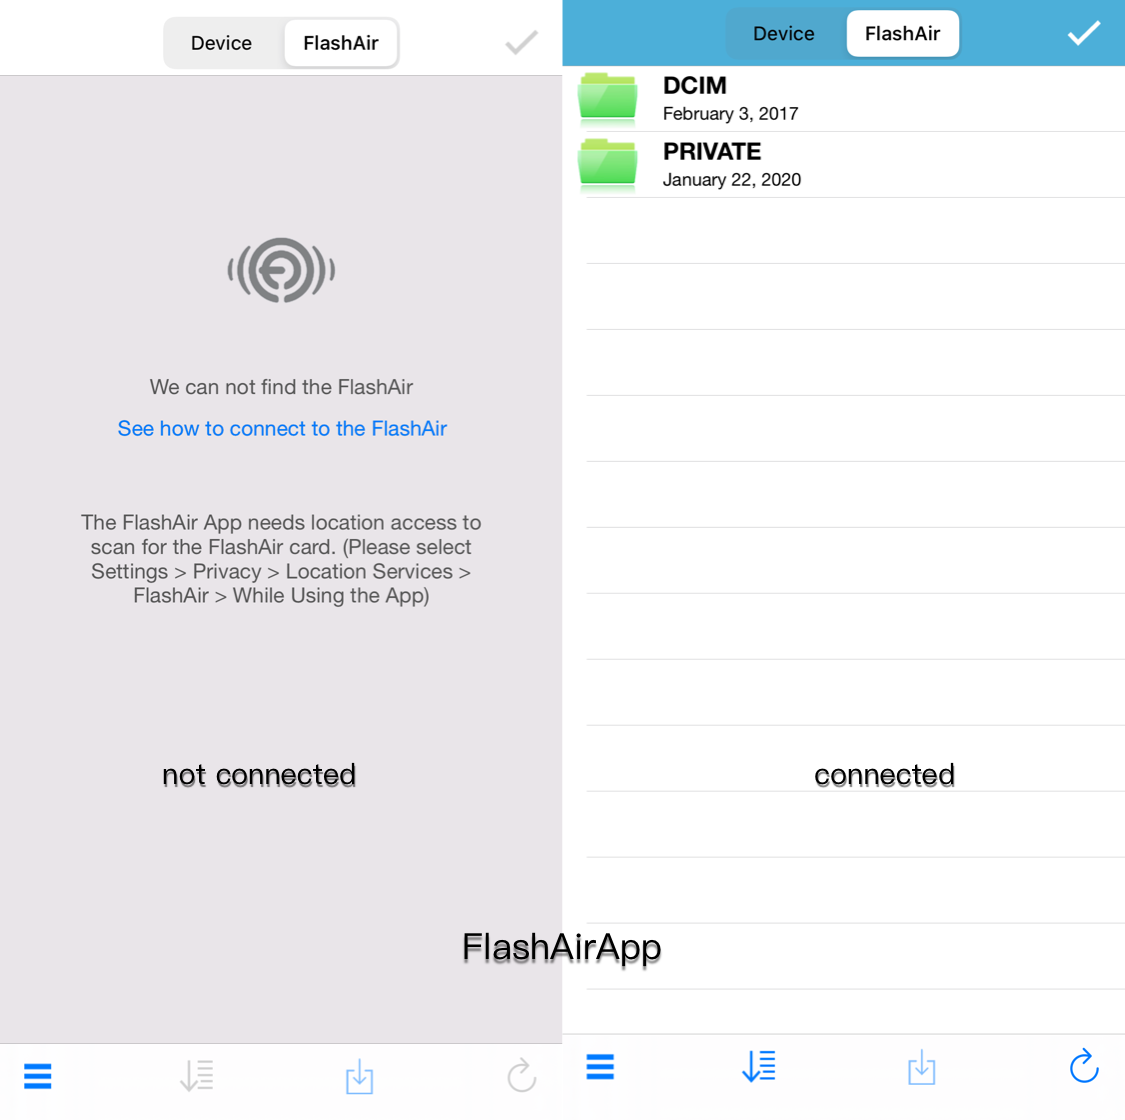 Device
FlashAir
We can not find the FlashAir
See how to connect to the FlashAir
The FlashAir App needs location access to
scan for the FlashAir card. (Please select
Settings > Privacy > Location Services >
FlashAir > While Using the App)
not connected
Device
FlashAir
DCIM
February 3, 2017
PRIVATE
January 22, 2020
connected
FlashAirApp